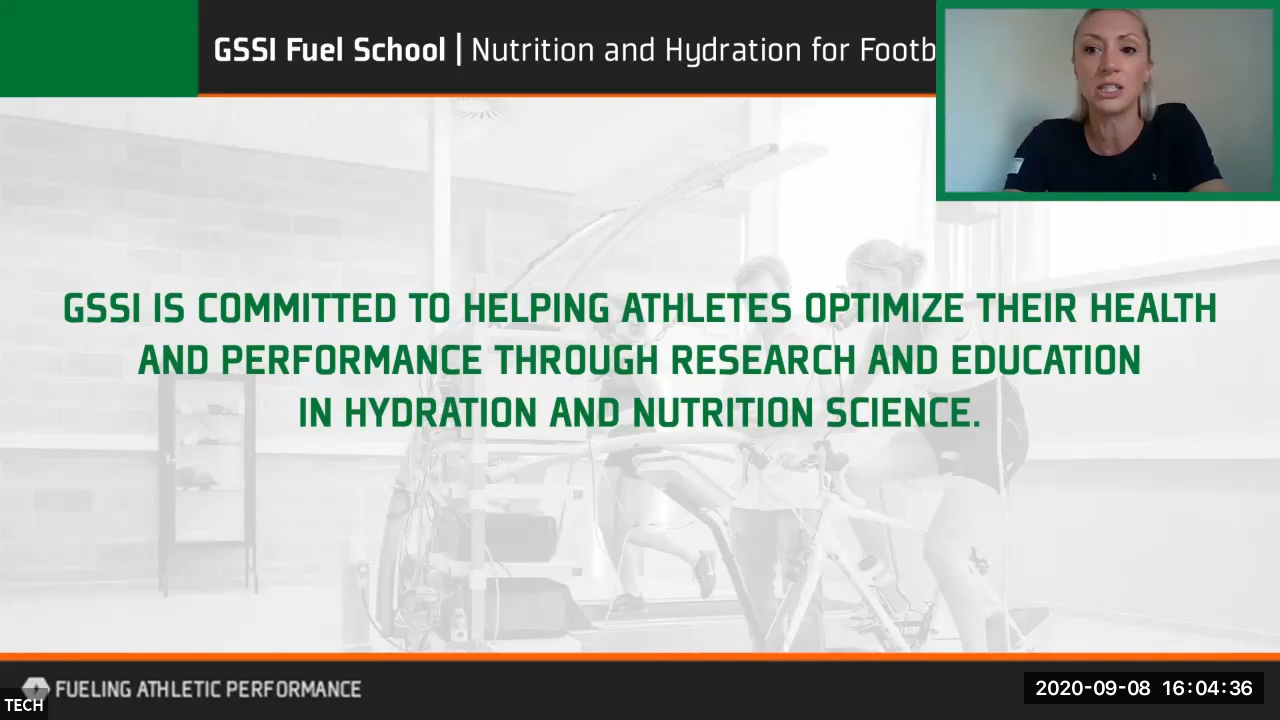 GSSI Fuel School | Nutrition and Hydration for Footb
GSSI IS COMMITTED TO HELPING ATHLETES OPTIMIZE THEIR HEALTH
AND PERFORMANCE THROUGH RESEARCH AND EDUCATION
IN HYDRATION AND NUTRITION SCIENCE.
FUELING ATHLETIC PERFORMANCE
TECH
2020-09-08 16:04:36